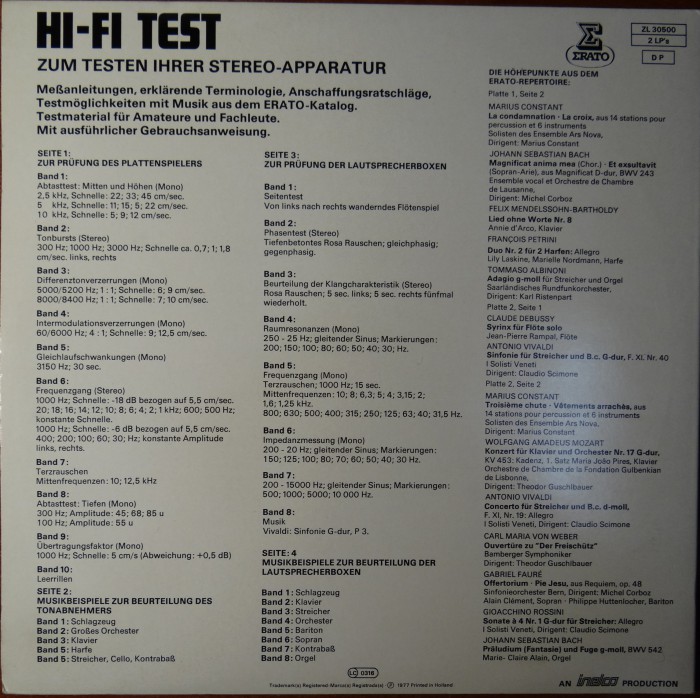 HI-FI TEST
ZUM TESTEN IHRER STEREO-APPARATUR
Meßanleitungen, erklärende Terminologie, Anschaffungsratschläge,
Testmöglichkeiten mit Musik aus dem ERATO-Katalog.
Testmaterial für Amateure und Fachleute.
Mit ausführlicher Gebrauchsanweisung.
SEITE 1:
ZUR PRÜFUNG DES PLATTENSPIELERS
Band 1:
Abtasttest: Mitten und Höhen (Mono)
2,5 kHz, Schnelle: 22; 33; 45 cm/sec.
5 kHz, Schnelle: 11; 15; 5; 22 cm/sec.
10 kHz, Schnelle: 5; 9; 12 cm/sec.
Band 2:
Tonbursts (Stereo)
300 Hz; 1000 Hz; 3000 Hz; Schnelle ca. 0,7; 1; 1,8
cm/sec. links, rechts
Band 3:
Differenztonverzerrungen (Mono)
5000/5200 Hz; 1 : 1; Schnelle: 6; 9 cm/sec.
8000/8400 Hz; 1 : 1; Schnelle: 7; 10 cm/sec.
Band 4:
Intermodulationsverzerrungen (Mono)
60/6000 Hz; 4 : 1; Schnelle: 9; 12,5 cm/sec.
Band 5:
Gleichlaufschwankungen (Mono)
3150 Hz; 30 sec.
Band 6:
Frequenzgang (Stereo)
1000 Hz; Schnelle: -18 dB bezogen auf 5,5 cm/sec.
20; 18; 16; 14; 12; 10; 8; 6; 4; 2; 1 kHz; 600; 500 Hz;
konstante Schnelle.
1000 Hz; Schnelle: -6 dB bezogen auf 5,5 cm/sec.
400; 200; 100; 60; 30; Hz; konstante Amplitude
links, rechts.
Band 7:
Terzrauschen
Mittenfrequenzen: 10; 12,5 kHz
Band 8:
Abtasttest: Tiefen (Mono)
300 Hz; Amplitude: 45; 68; 85 u
100 Hz; Amplitude: 55 u
Band 9:
Übertragungsfaktor (Mono)
1000 Hz; Schnelle: 5 cm/s (Abweichung: +0,5 dB)
Band 10:
Leerrillen
SEITE 2:
MUSIKBEISPIELE ZUR BEURTEILUNG DES
TONABNEHMERS
Band 1: Schlagzeug
Band 2: Großes Orchester
Band 3: Klavier
Band 5: Harfe
Band 5: Streicher, Cello, Kontrabaß
SEITE 3:
ZUR PRÜFUNG DER LAUTSPRECHERBOXEN
Band 1:
Seitentest
Von links nach rechts wanderndes Flötenspiel
Band 2:
Phasentest (Stereo)
Tiefenbetontes Rosa Rauschen; gleichphasig;
gegenphasig.
Band 3:
Beurteilung der Klangcharakteristik (Stereo)
Rosa Rauschen; 5 sec. links; 5 sec. rechts fünfmal
wiederholt.
Band 4:
Raumresonanzen (Mono)
250 - 25 Hz; gleitender Sinus; Markierungen:
200; 150; 100; 80; 60; 50; 40; 30; Hz.
Band 5:
Frequenzgang (Mono)
Terzrauschen; 1000 Hz; 15 sec.
Mittenfrequenzen: 10; 8; 6,3; 5; 4; 3,15; 2;
1,6; 1,25 kHz.
800; 630; 500; 400; 315; 250; 125; 63; 40; 31,5 Hz.
Band 6:
Impedanzmessung (Mono)
200 - 20 Hz; gleitender Sinus; Markierungen:
150; 125; 100; 80; 70; 60; 50; 40; 30 Hz.
Band 7:
200 - 15000 Hz; gleitender Sinus; Markierungen:
500; 1000; 5000; 10 000 Hz.
Band 8:
Musik
Vivaldi: Sinfonie G-dur, P 3.
SEITE: 4
MUSIKBEISPIELE ZUR BEURTEILUNG DER
LAUTSPRECHERBOXEN
Band 1: Schlagzeug
Band 2: Klavier
Band 3: Streicher
Band 4: Orchester
Band 5: Bariton
Band 6: Sopran
Band 7: Kontrabaß
Band 8: Orgel
ERATO
ZL 30500
2 LP's
D P
DIE HÖHEPUNKTE AUS DEM
ERATO-REPERTOIRE:
Platte 1, Seite 2
MARIUS CONSTANT
La condamnation · La croix, aus 14 stations pour
percussion et 6 instruments
Solisten des Ensemble Ars Nova,
Dirigent: Marius Constant
JOHANN SEBASTIAN BACH
Magnificat anima mea (Chor.) · Et exsultavit
(Sopran-Arie), aus Magnificat D-dur, BWV 243
Ensemble vocal et Orchestre de Chambre
de Lausanne,
Dirigent: Michel Corboz
FELIX MENDELSSOHN-BARTHOLDY
Lied ohne Worte Nr. 8
Annie d'Arco, Klavier
FRANÇOIS PETRINI
Duo Nr. 2 für 2 Harfen: Allegro
Lily Laskine, Marielle Nordmann, Harfe
TOMMASO ALBINONI
Adagio g-moll für Streicher und Orgel
Saarländisches Rundfunkorchester,
Dirigent: Karl Ristenpart
Platte 2, Seite 1
CLAUDE DEBUSSY
Syrinx für Flöte solo
Jean-Pierre Rampal, Flöte
ANTONIO VIVALDI
Sinfonie für Streicher und B.c. G-dur, F. XI. Nr. 40
I Solisti Veneti
Dirigent: Claudio Scimone
Platte 2, Seite 2
MARIUS CONSTANT
Troisième chute · Vêtements arrachés, aus
14 stations pour percussion et 6 instruments
Solisten des Ensemble Ars Nova,
Dirigent: Marius Constant
WOLFGANG AMADEUS MOZART
Konzert für Klavier und Orchester Nr. 17 G-dur,
KV 453; Kadenz, 1. Satz Maria João Pires, Klavier
Orchestre de Chambre de la Fondation Gulbenkian
de Lisbonne,
Dirigent: Theodor Guschlbauer
ANTONIO VIVALDI
Concerto für Streicher und B.c. d-moll,
F. XI, Nr. 19: Allegro
I Solisti Veneti, Dirigent: Claudio Scimone
CARL MARIA VON WEBER
Ouvertüre zu "Der Freischütz"
Bamberger Symphoniker
Dirigent: Theodor Guschlbauer
GABRIEL FAURÉ
Offertorium · Pie Jesu, aus Requiem, op. 48
Sinfonieorchester Bern, Dirigent: Michel Corboz
Alain Clément, Sopran · Philippe Huttenlocher, Bariton
GIOACCHINO ROSSINI
Sonate à 4 Nr. 1 G-dur für Streicher: Allegro
I Solisti Veneti, Dirigent: Claudio Scimone
JOHANN SEBASTIAN BACH
Präludium (Fantasie) und Fuge g-moll, BWV 542
Marie- Claire Alain, Orgel
LC 0316
Trademark(s) Registered-Marca(s) Registrada(s) Ⓟ 1977 Printed in Holland
AN inelco PRODUCTION